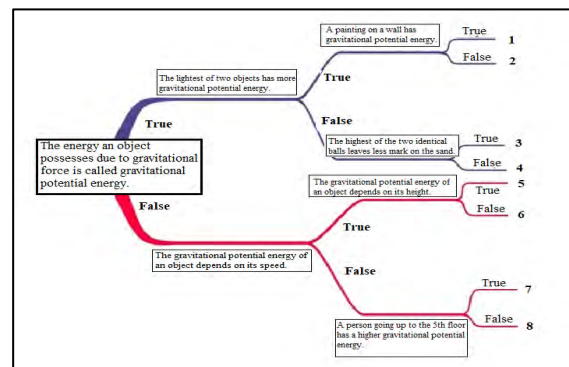 A painting on a wall has
gravitational potential energy.
True
1
False
2
The lightest of two objects has more
gravitational potential energy.
True
True
False
The highest of the two identical
balls leaves less mark on the sand.
True
3
False
4
The energy an object
possesses due to gravitational
force is called gravitational
potential energy.
False
The gravitational potential energy of
an object depends on its height.
5
True
False
6
True
The gravitational potential energy of
an object depends on its speed.
False
True
7
False
8
A person going up to the 5th floor
has a higher gravitational potential
energy.